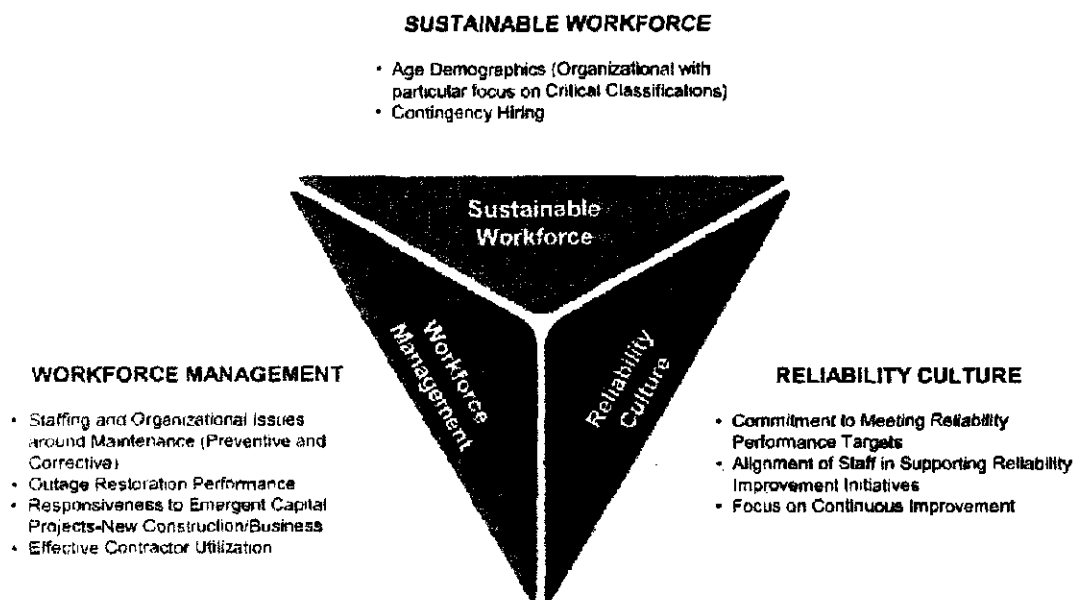 SUSTAINABLE WORKFORCE
• Age Demographics (Organizational with
particular focus on Critical Classifications)
• Contingency Hiring
Sustainable
Workforce
Workforce
Management
Reliability
Culture
WORKFORCE MANAGEMENT
• Staffing and Organizational Issues
around Maintenance (Preventive and
Corrective)
• Outage Restoration Performance
• Responsiveness to Emergent Capital
Projects-New Construction/Business
• Effective Contractor Utilization
RELIABILITY CULTURE
• Commitment to Meeting Reliability
Performance Targets
• Alignment of Staff in Supporting Reliability
Improvement Initiatives
• Focus on Continuous Improvement